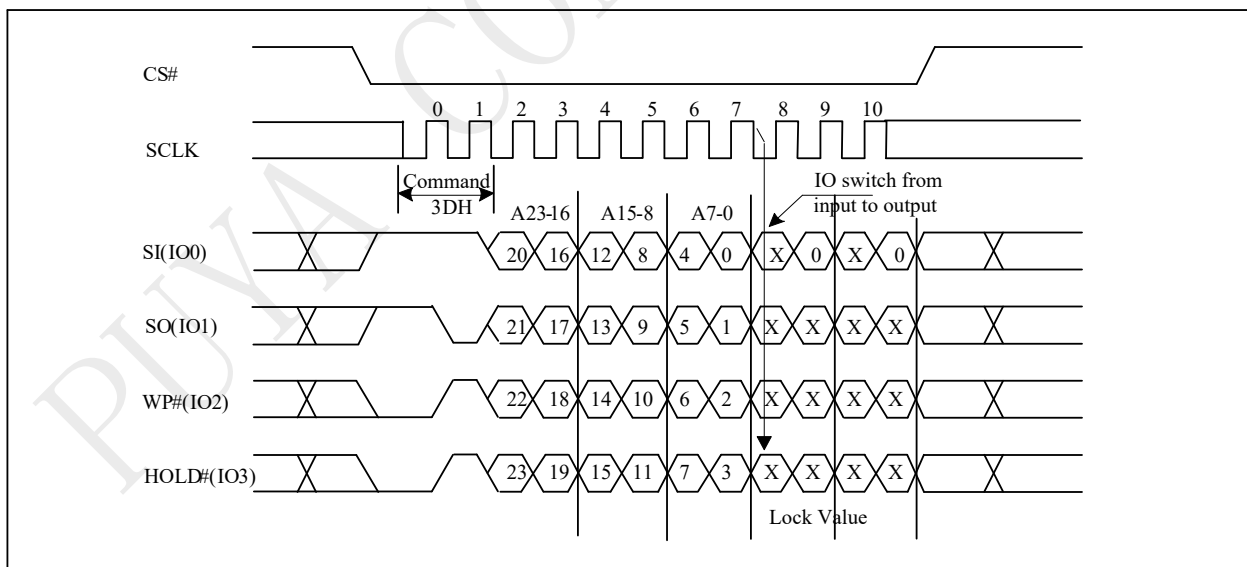 PUYA CO
CS#
0 1 2 3 4 5 6 7 8 9 10
SCLK
Command
3DH
IO switch from
input to output
A23-16 A15-8 A7-0
SI(IO0) 20 16 12 8 4 0 X 0 X 0
SO(IO1) 21 17 13 9 5 1 X X X X
WP#(IO2) 22 18 14 10 6 2 X X X X
HOLD#(IO3) 23 19 15 11 7 3 X X X X
Lock Value